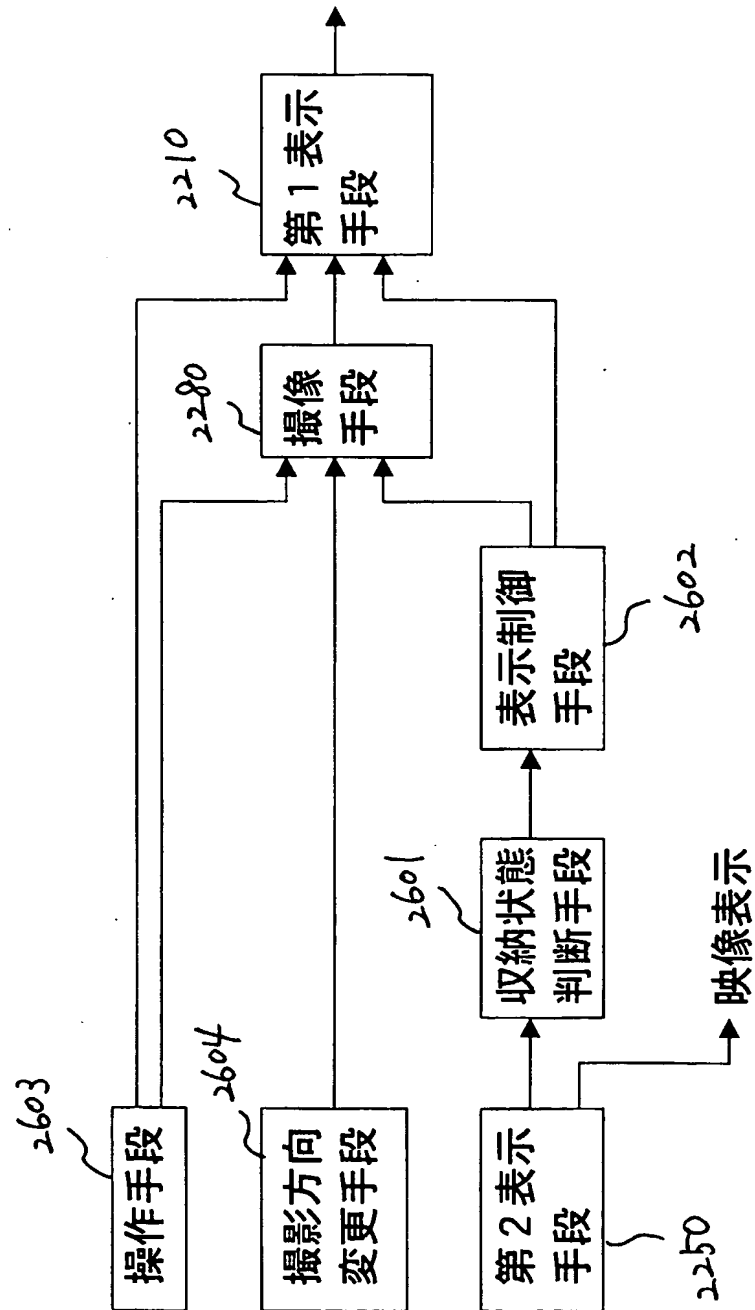 2603
操作手段
2604
撮影方向
変更手段
第2表示
手段
2250
収納状態
判断手段
2601
表示制御
手段
2602
撮像
手段
2280
第1表示
手段
2210
映像表示